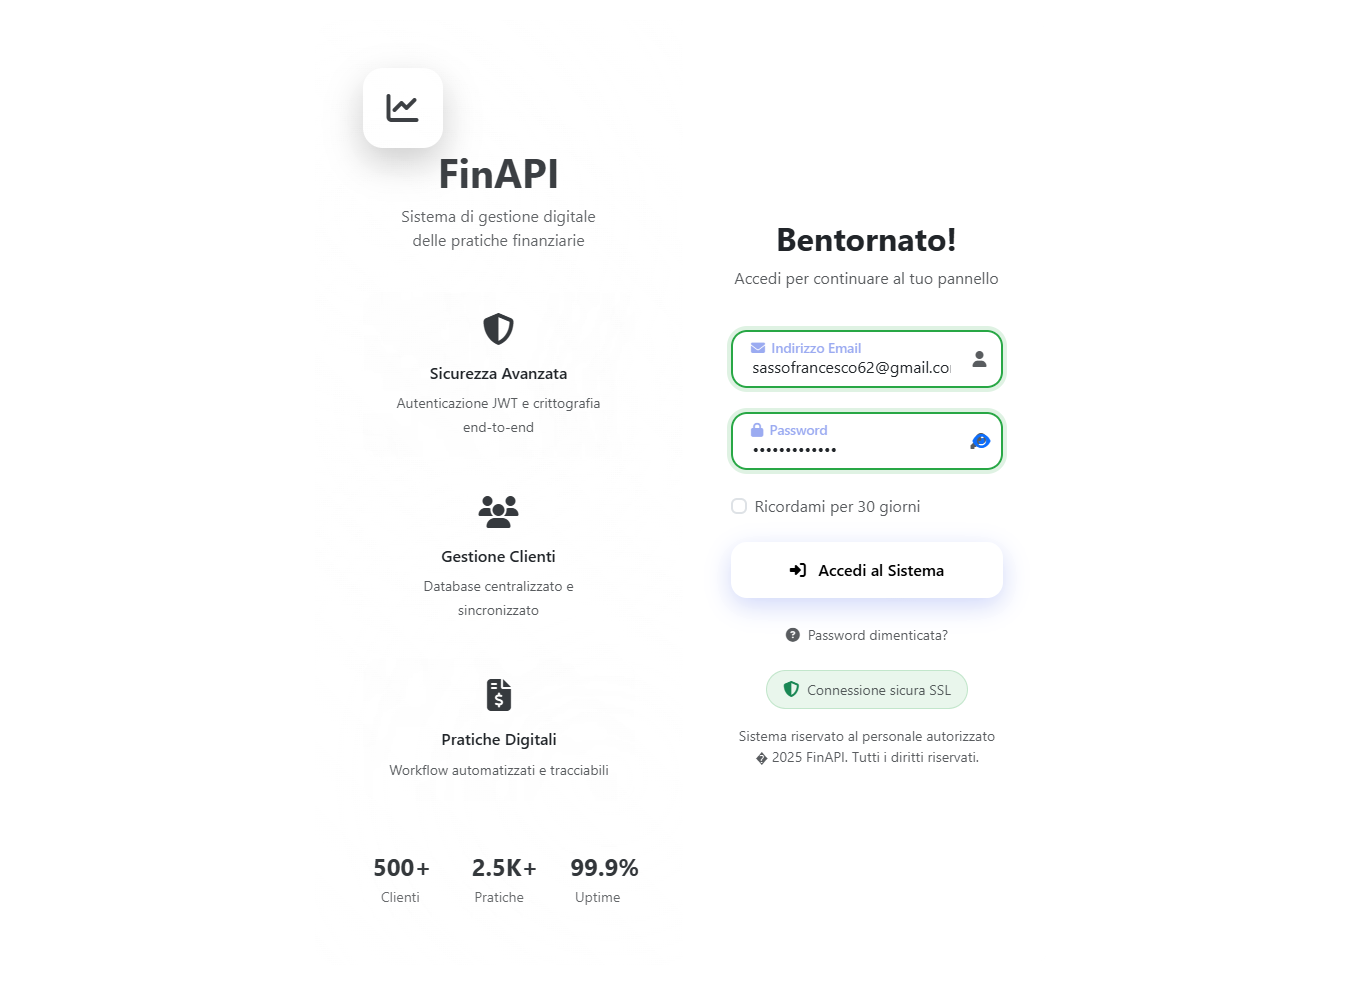 FinAPI
Sistema di gestione digitale
delle pratiche finanziarie
Sicurezza Avanzata
Autenticazione JWT e crittografia
end-to-end
Gestione Clienti
Database centralizzato e
sincronizzato
Pratiche Digitali
Workflow automatizzati e tracciabili
500+ 2.5K+ 99.9%
Clienti Pratiche Uptime
Bentornato!
Accedi per continuare al tuo pannello
Indirizzo Email
sassofrancesco62@gmail.co
Password
•••••••••••••
Ricordami per 30 giorni
Accedi al Sistema
Password dimenticata?
Connessione sicura SSL
Sistema riservato al personale autorizzato
� 2025 FinAPI. Tutti i diritti riservati.